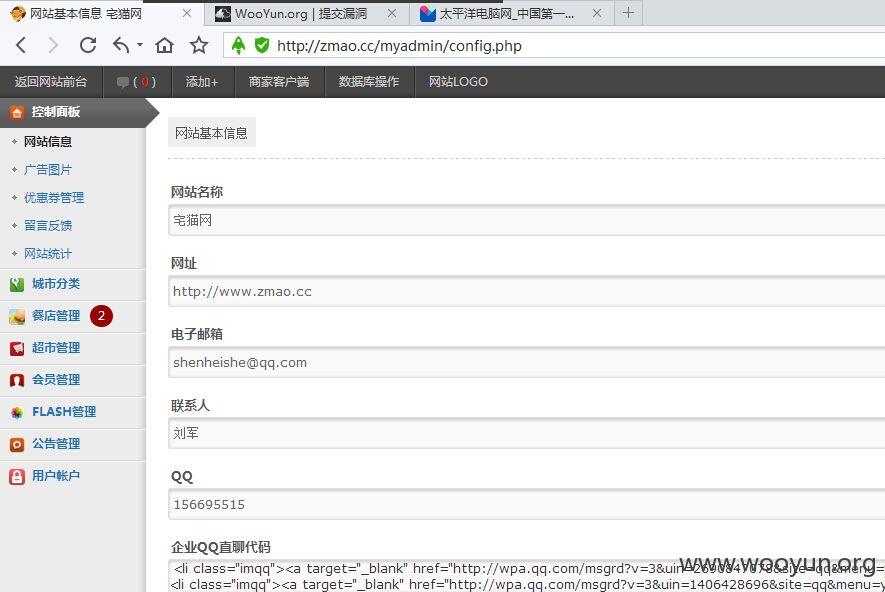 网站基本信息 宅猫网
WooYun.org | 提交漏洞
太平洋电脑网_中国第一...
http://zmao.cc/myadmin/config.php
返回网站前台
( 0 )
添加+
商家客户端
数据库操作
网站LOGO
控制面板
网站信息
广告图片
优惠券管理
留言反馈
网站统计
城市分类
餐店管理 2
超市管理
会员管理
FLASH管理
公告管理
用户帐户
网站基本信息
网站名称
宅猫网
网址
http://www.zmao.cc
电子邮箱
shenheishe@qq.com
联系人
刘军
QQ
156695515
企业QQ直聊代码
<li class="imqq"><a target="_blank" href="http://wpa.qq.com/msgrd?v=3&uin=2690847078&site=qq&menu=
<li class="imqq"><a target="_blank" href="http://wpa.qq.com/msgrd?v=3&uin=1406428696&site=qq&menu=y
www.wooyun.org